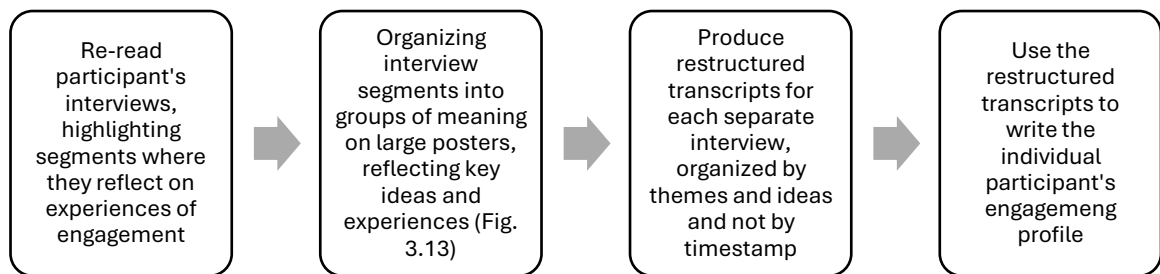 Re-read
participant's
interviews,
highlighting
segments where
they reflect on
experiences of
engagement
Organizing
interview
segments into
groups of meaning
on large posters,
reflecting key
ideas and
experiences (Fig.
3.13)
Produce
restructured
transcripts for
each separate
interview,
organized by
themes and ideas
and not by
timestamp
Use the
restructured
transcripts to
write the
individual
participant's
engagemeng
profile